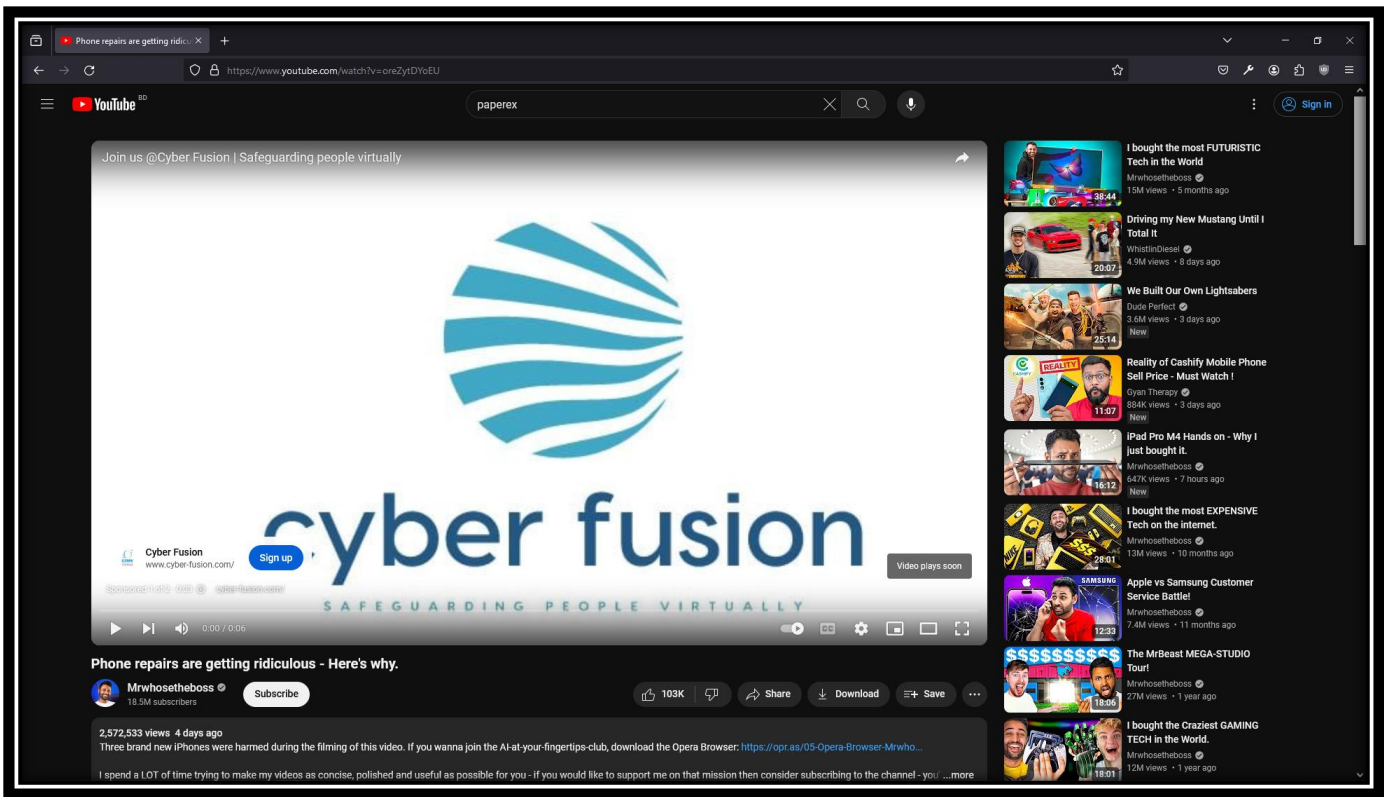 Phone repairs are getting ridicu
https://www.youtube.com/watch?v=oreZytDYoEU
YouTube BD
paperex
Sign in
Join us @Cyber Fusion | Safeguarding people virtually
cyber fusion
SAFEGUARDING PEOPLE VIRTUALLY
Cyber Fusion
www.cyber-fusion.com/
Sign up
Video plays soon
Sponsored 1 of 2 · 0:03
cyber-fusion.com/
0:00 / 0:06
CC
Phone repairs are getting ridiculous - Here's why.
Mrwhosetheboss
18.5M subscribers
Subscribe
103K
Share
Download
Save
2,572,533 views 4 days ago
Three brand new iPhones were harmed during the filming of this video. If you wanna join the AI-at-your-fingertips-club, download the Opera Browser: https://opr.as/05-Opera-Browser-Mrwho...
I spend a LOT of time trying to make my videos as concise, polished and useful as possible for you - if you would like to support me on that mission then consider subscribing to the channel - you' ...more
38:44
I bought the most FUTURISTIC
Tech in the World
Mrwhosetheboss
15M views • 5 months ago
20:07
Driving my New Mustang Until I
Total It
WhistlinDiesel
4.9M views • 8 days ago
25:14
We Built Our Own Lightsabers
Dude Perfect
3.6M views • 3 days ago
New
CASHIFY
REALITY
11:07
Reality of Cashify Mobile Phone
Sell Price - Must Watch !
Gyan Therapy
884K views • 3 days ago
New
16:12
iPad Pro M4 Hands on - Why I
just bought it.
Mrwhosetheboss
647K views • 7 hours ago
New
$$$
28:01
I bought the most EXPENSIVE
Tech on the internet.
Mrwhosetheboss
13M views • 10 months ago
SAMSUNG
12:33
Apple vs Samsung Customer
Service Battle!
Mrwhosetheboss
7.4M views • 11 months ago
$$$$$$$$$
18:06
The MrBeast MEGA-STUDIO
Tour!
Mrwhosetheboss
27M views • 1 year ago
18:01
I bought the Craziest GAMING
TECH in the World.
Mrwhosetheboss
12M views • 1 year ago